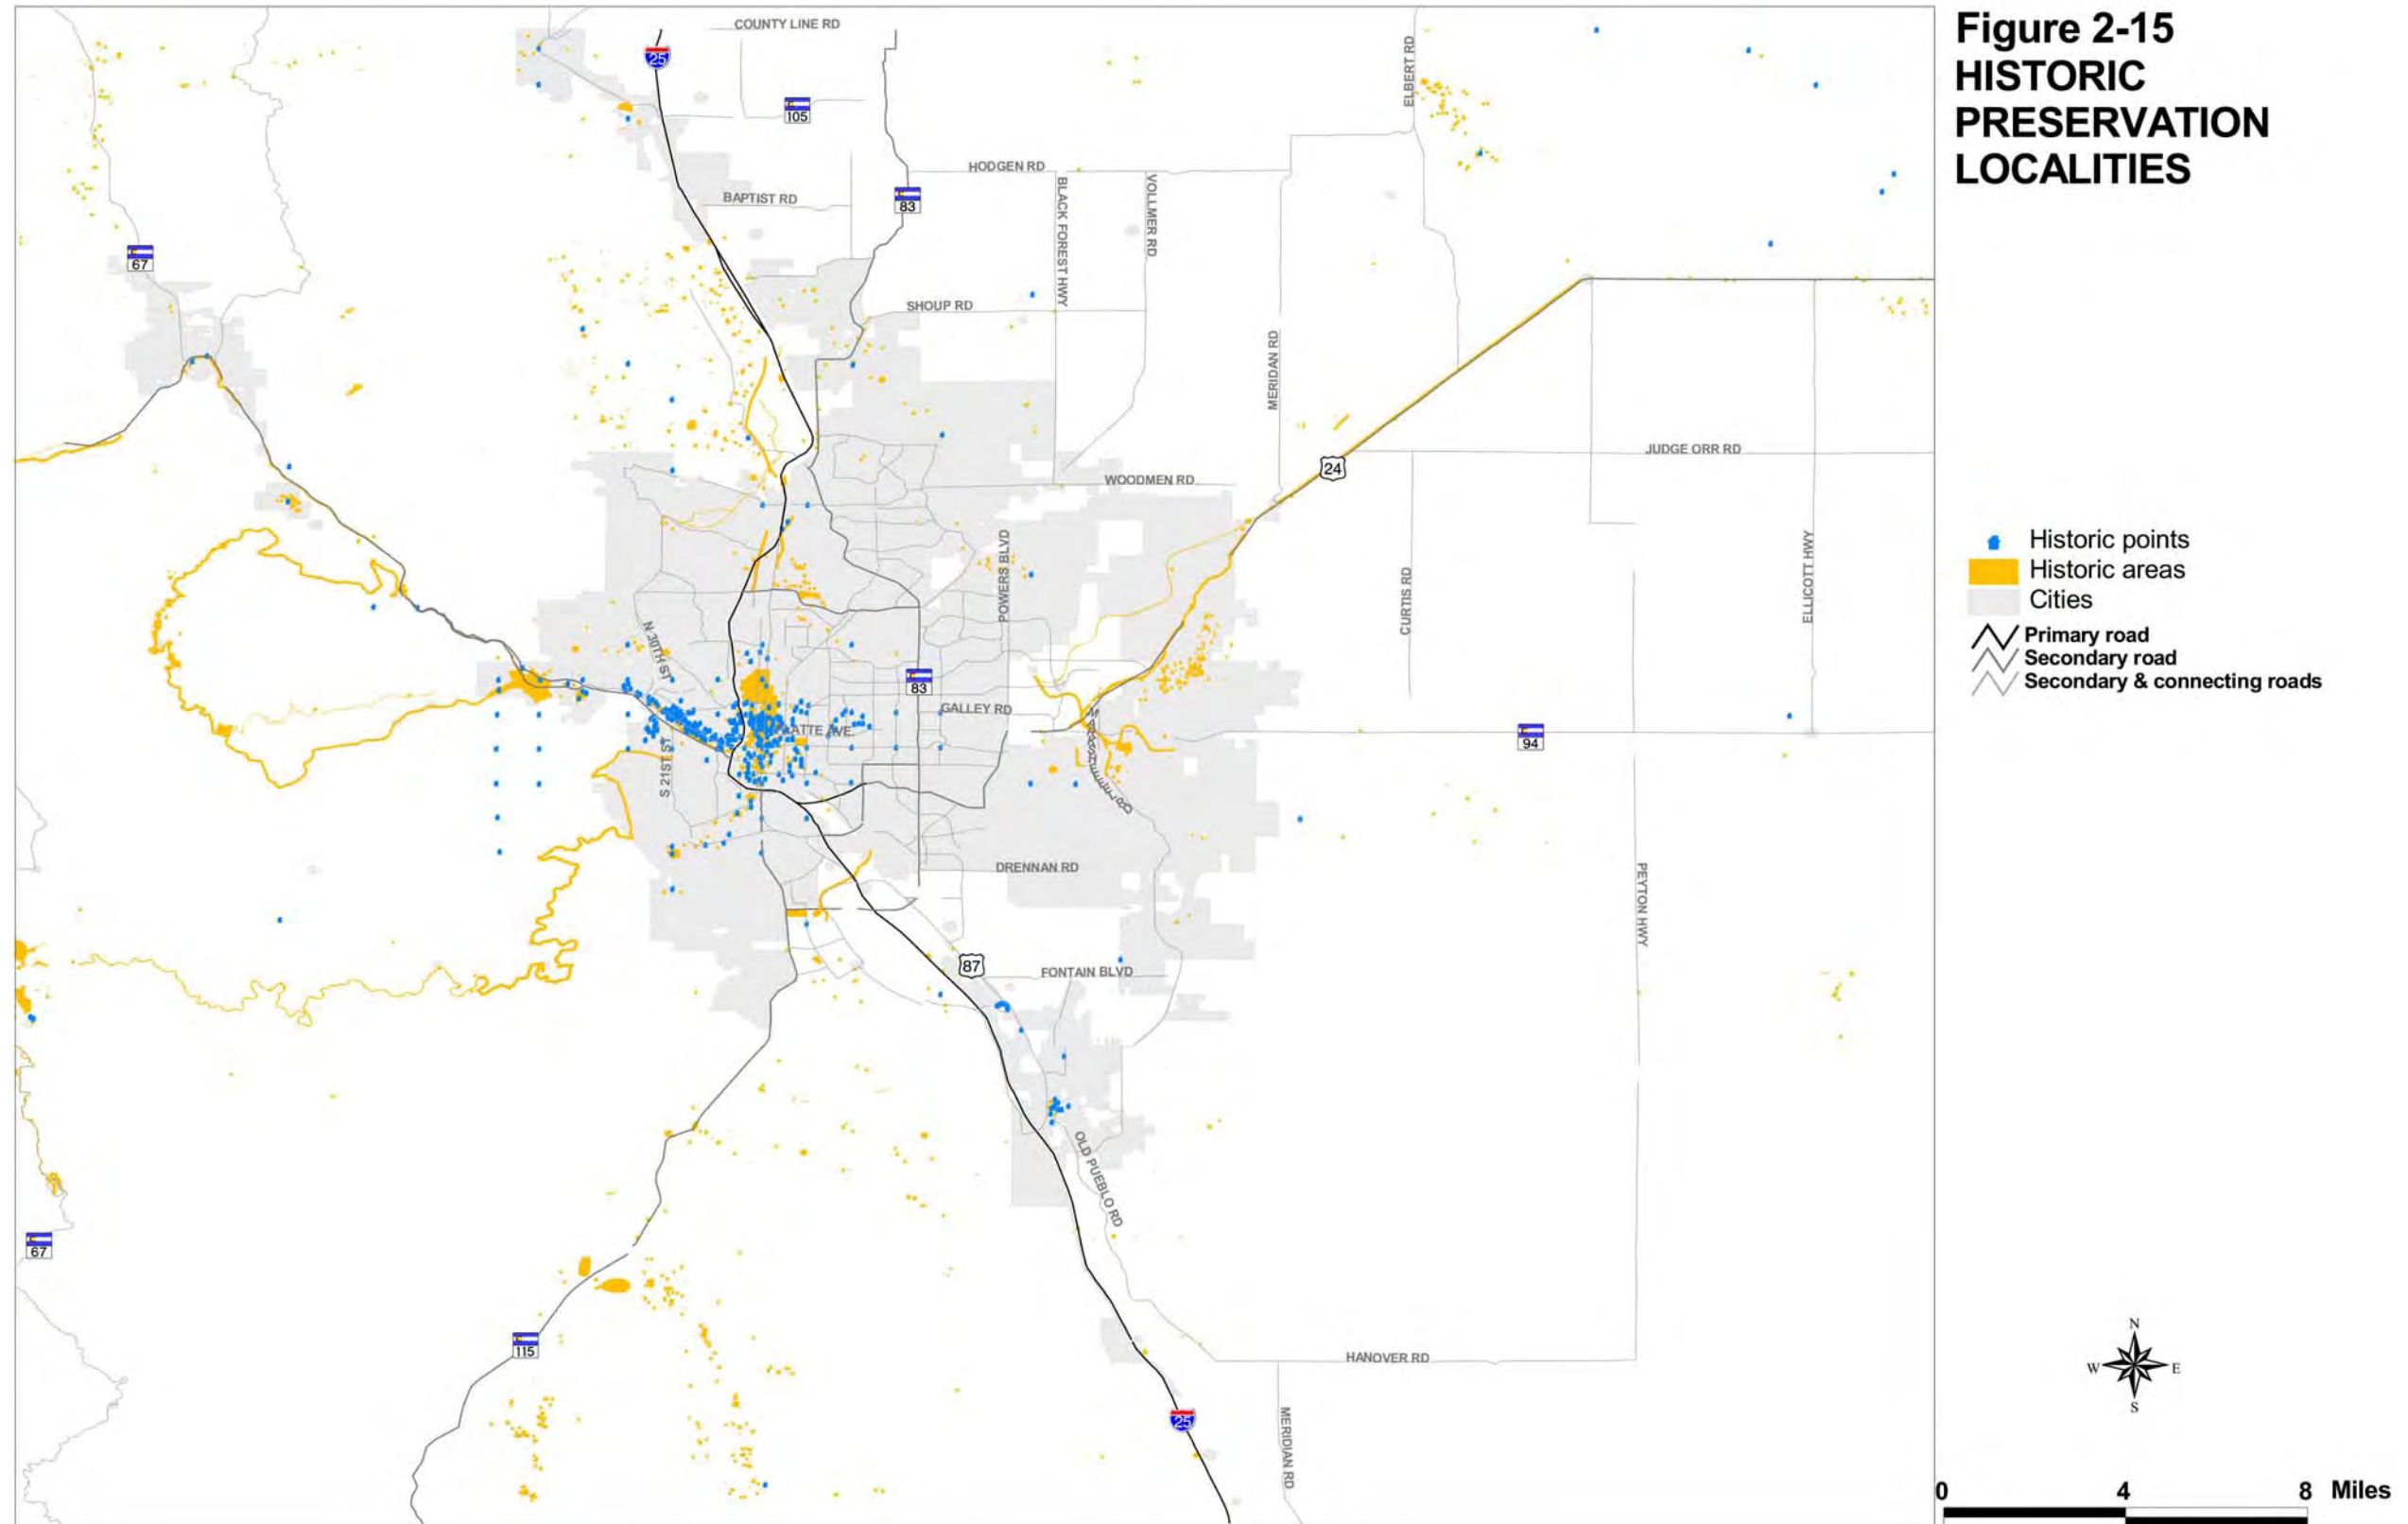 Figure 2-15
HISTORIC
PRESERVATION
LOCALITIES
COUNTY LINE RD
25
105
ELBERT RD
HODGEN RD
BLACK FOREST HWY
VOLLMER RD
BAPTIST RD
83
67
SHOUP RD
MERIDAN RD
JUDGE ORR RD
24
WOODMEN RD
POWERS BLVD
CURTIS RD
ELLICOTT HWY
N 30TH ST
83
GALLEY RD
ATTE AVE.
94
S 21ST ST
DRENNAN RD
PEYTON HWY
87
FONTAIN BLVD
OLD PUEBLO RD
67
115
HANOVER RD
25
MERIDIAN RD
Historic points
Historic areas
Cities
Primary road
Secondary road
Secondary & connecting roads
N
W E
S
0 4 8 Miles